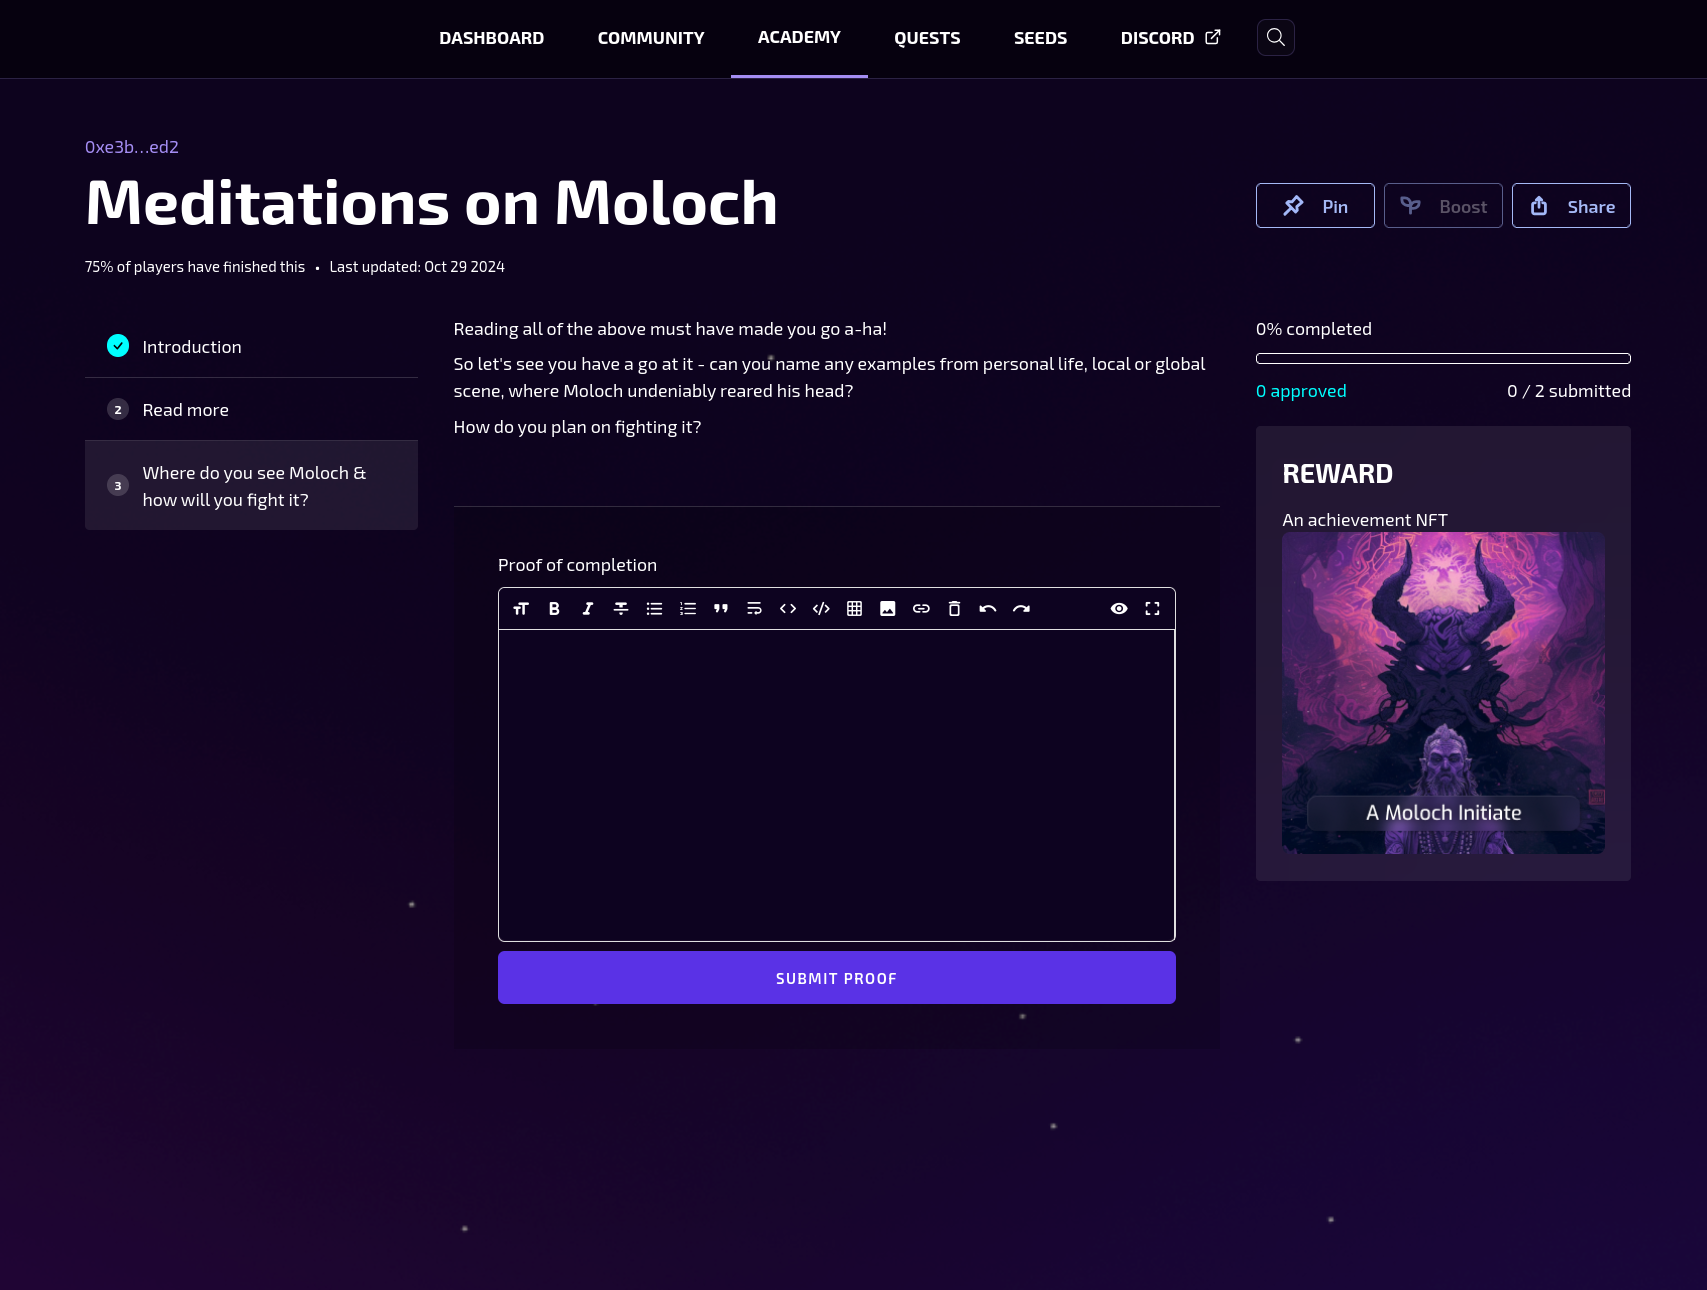 DASHBOARD
COMMUNITY
ACADEMY
QUESTS
SEEDS
DISCORD
0xe3b...ed2
Meditations on Moloch
Pin
Boost
Share
75% of players have finished this • Last updated: Oct 29 2024
Introduction
2
Read more
3
Where do you see Moloch &
how will you fight it?
Reading all of the above must have made you go a-ha!
So let's see you have a go at it - can you name any examples from personal life, local or global
scene, where Moloch undeniably reared his head?
How do you plan on fighting it?
Proof of completion
SUBMIT PROOF
0% completed
0 approved
0 / 2 submitted
REWARD
An achievement NFT
A Moloch Initiate